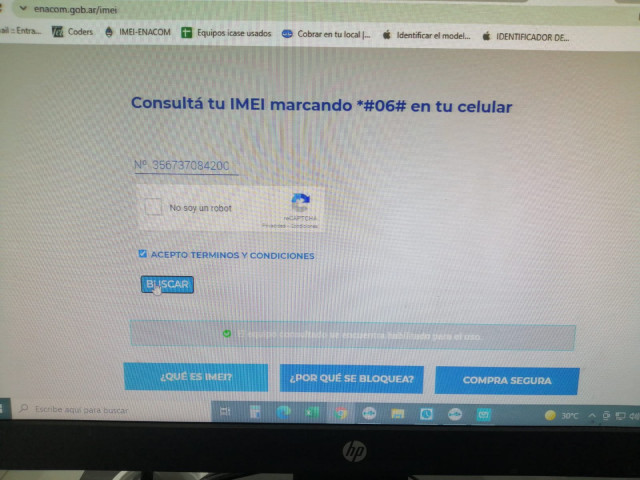 enacom.gob.ar/imei
ail :: Entra... Coders IMEI-ENACOM Equipos icase usados Cobrar en tu local |... Identificar el model... IDENTIFICADOR DE...
Consultá tu IMEI marcando *#06# en tu celular
Nº 356737084200
No soy un robot
reCAPTCHA
Privacidad - Condiciones
ACEPTO TERMINOS Y CONDICIONES
BUSCAR
El equipo consultado se encuentra habilitado para el uso.
¿QUÉ ES IMEI? ¿POR QUÉ SE BLOQUEA? COMPRA SEGURA
Escribe aquí para buscar
30°C
hp